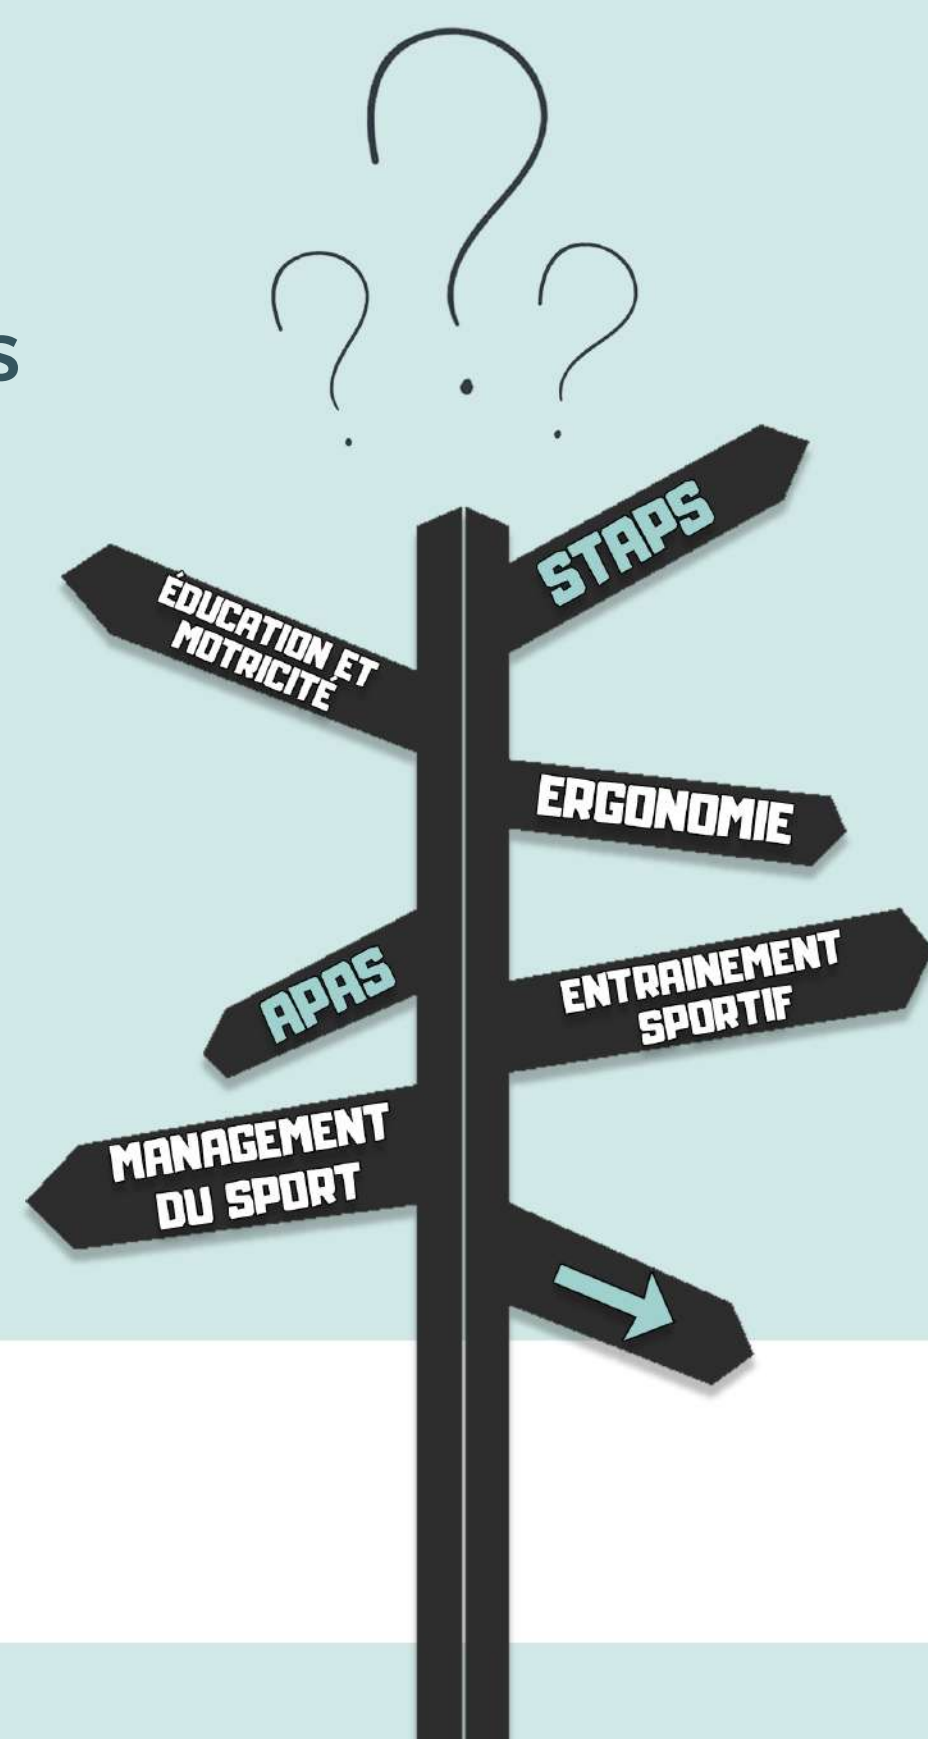 s
STAPS
ÉDUCATION ET
MOTRICITÉ
ERGONOMIE
APAS
ENTRAINEMENT
SPORTIF
MANAGEMENT
DU SPORT